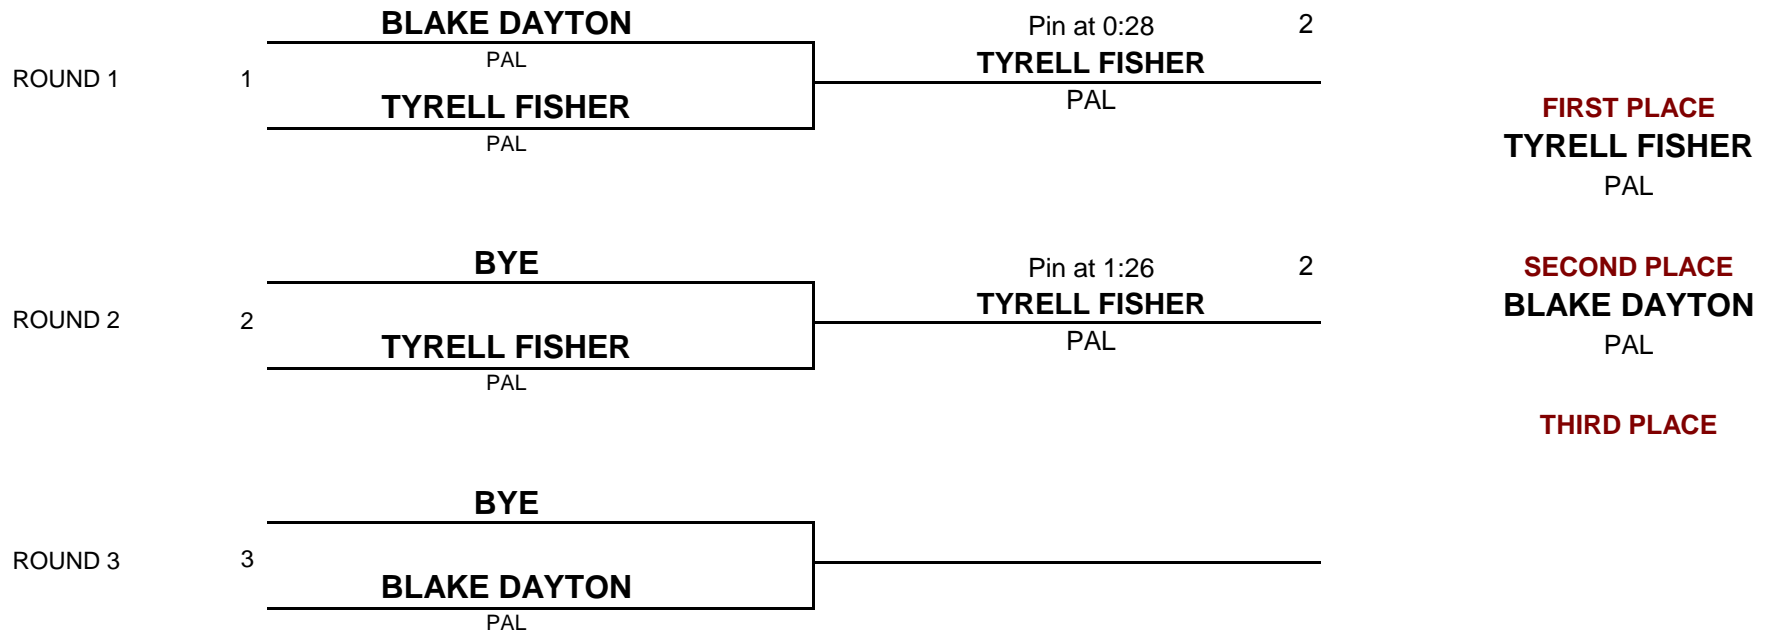 BLAKE DAYTON
PAL
ROUND 1
1
TYRELL FISHER
PAL
Pin at 0:28
2
TYRELL FISHER
PAL
FIRST PLACE
TYRELL FISHER
PAL
BYE
ROUND 2
2
TYRELL FISHER
PAL
Pin at 1:26
2
TYRELL FISHER
PAL
SECOND PLACE
BLAKE DAYTON
PAL
THIRD PLACE
BYE
ROUND 3
3
BLAKE DAYTON
PAL